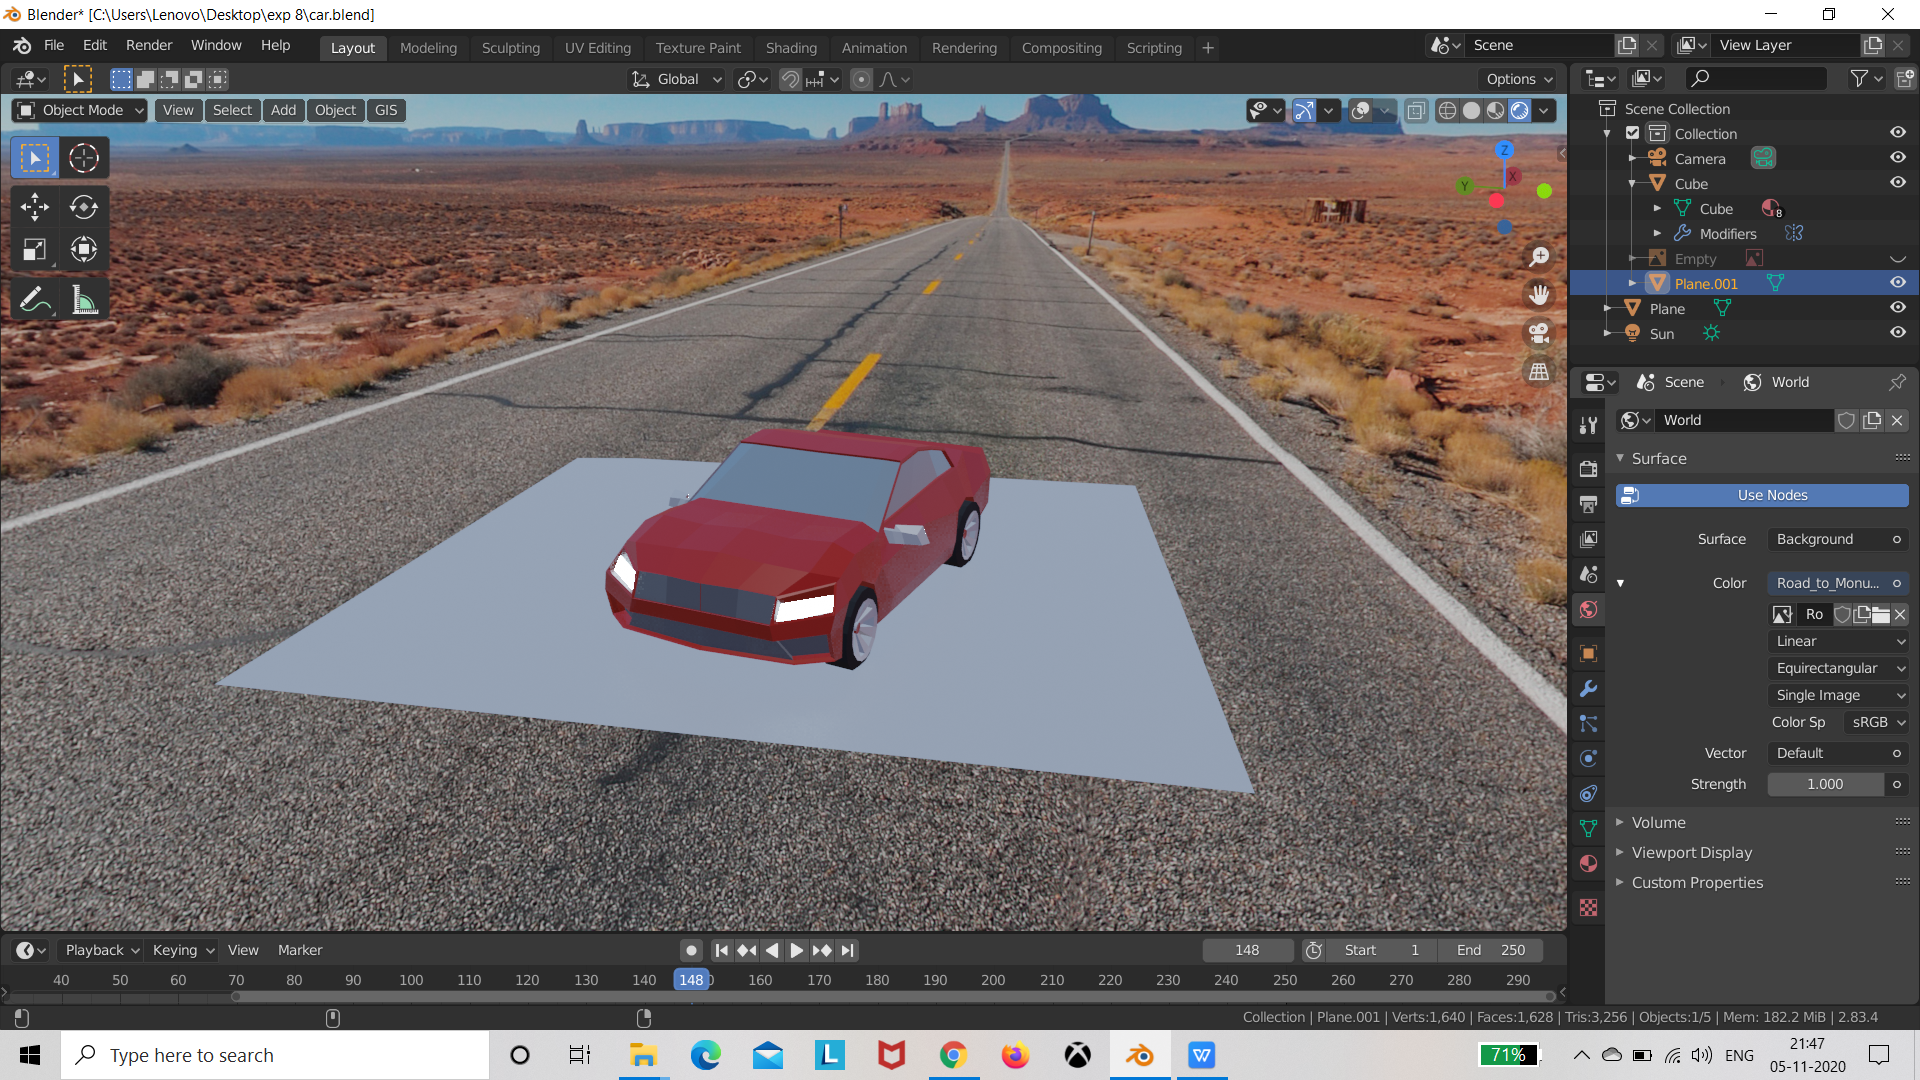 Blender* [C:\Users\Lenovo\Desktop\exp 8\car.blend]
File Edit Render Window Help
Layout Modeling Sculpting UV Editing Texture Paint Shading Animation Rendering Compositing Scripting +
Scene
View Layer
Global
Options
Object Mode View Select Add Object GIS
Z
Y
X
Scene Collection
Collection
Camera
Cube
Cube 8
Modifiers
Empty
Plane.001
Plane
Sun
Scene World
World
Surface
Use Nodes
Surface Background
Color Road_to_Monu...
Ro
Linear
Equirectangular
Single Image
Color Sp sRGB
Vector Default
Strength 1.000
Volume
Viewport Display
Custom Properties
Playback Keying View Marker
148 Start 1 End 250
40 50 60 70 80 90 100 110 120 130 140 148 160 170 180 190 200 210 220 230 240 250 260 270 280 290
Collection | Plane.001 | Verts:1,640 | Faces:1,628 | Tris:3,256 | Objects:1/5 | Mem: 182.2 MiB | 2.83.4
Type here to search
L
W
71%
ENG
21:47
05-11-2020